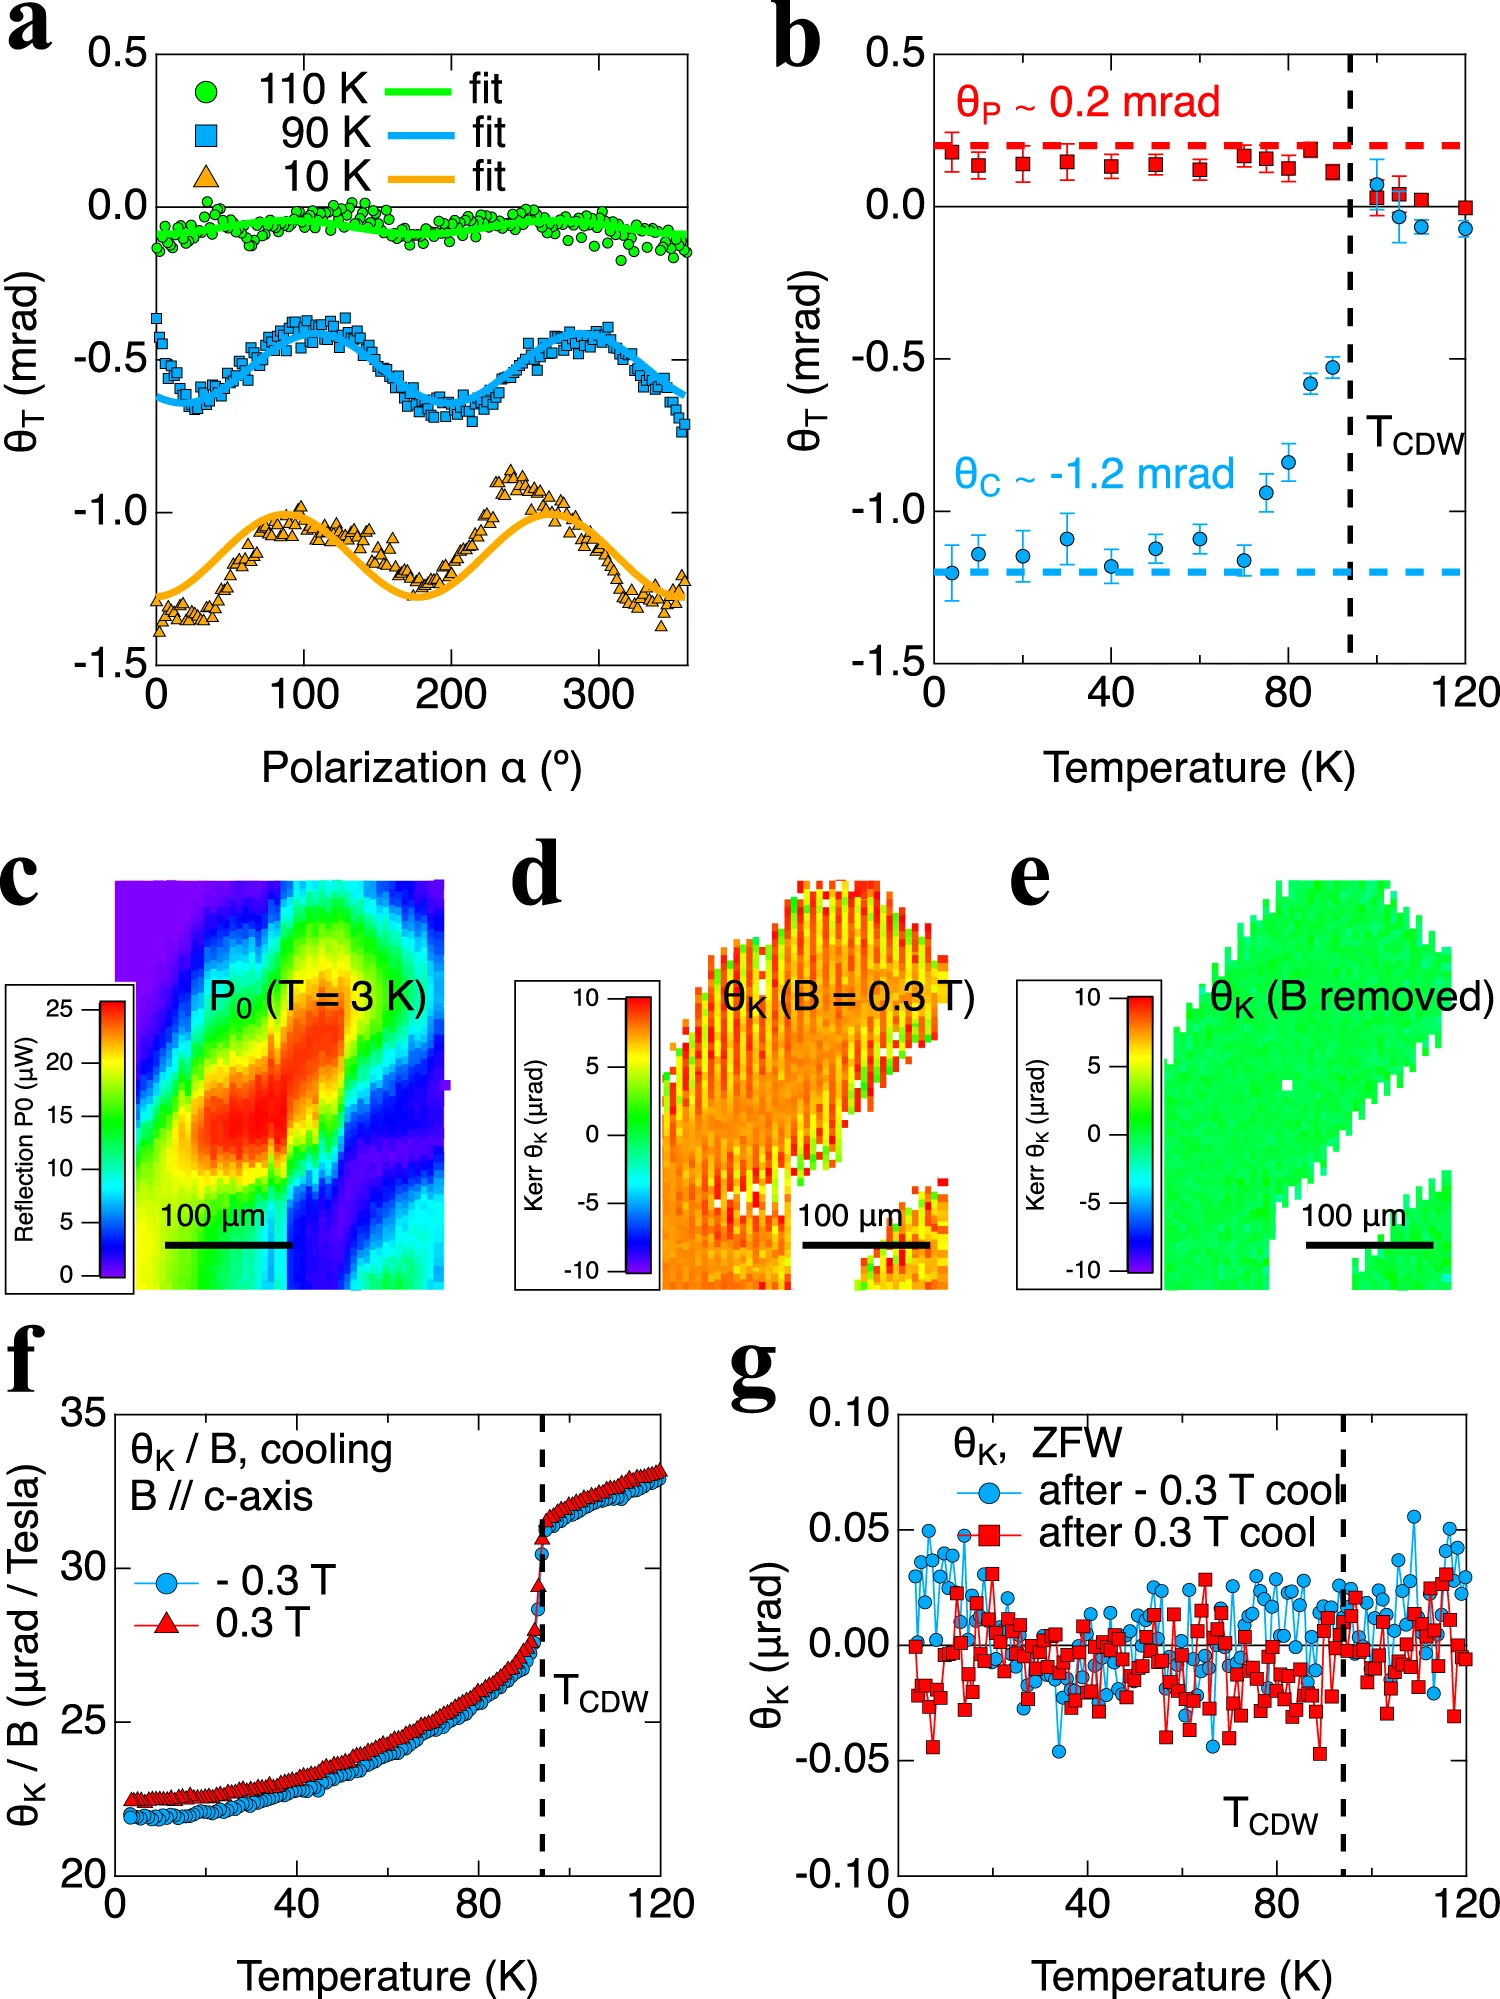 a
0.5
0.0
-0.5
-1.0
-1.5
θT (mrad)
110 K fit
90 K fit
10 K fit
0 100 200 300
Polarization α (º)
b
0.5
0.0
-0.5
-1.0
-1.5
θT (mrad)
θP ~ 0.2 mrad
TCDW
θC ~ -1.2 mrad
0 40 80 120
Temperature (K)
c
P0 (T = 3 K)
Reflection P0 (µW)
25
20
15
10
5
0
100 µm
d
θK (B = 0.3 T)
Kerr θK (µrad)
10
5
0
-5
-10
100 µm
e
θK (B removed)
Kerr θK (µrad)
10
5
0
-5
-10
100 µm
f
35
30
25
20
θK / B (µrad / Tesla)
θK / B, cooling
B // c-axis
- 0.3 T
0.3 T
TCDW
0 40 80 120
Temperature (K)
g
0.10
0.05
0.00
-0.05
-0.10
θK (µrad)
θK, ZFW
after - 0.3 T cool
after 0.3 T cool
TCDW
0 40 80 120
Temperature (K)